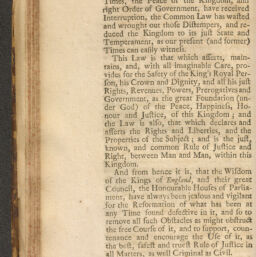 Times, the Peace of the Kingdom, and
right Order of Government, have received
Interruption, the Common Law has wasted
and wrought out those Distempers, and re-
duced the Kingdom to its just State and
Temperament, as our present (and former)
Times can easily witness.
This Law is that which asserts, main-
tains, and, with all imaginable Care, pro-
vides for the Safety of the King's Royal Per-
son, his Crown and Dignity, and all his just
Rights, Revenues, Powers, Prerogatives and
Government, as the great Foundation (un-
der God) of the Peace, Happiness, Ho-
nour and Justice, of this Kingdom; and
the Law is also, that which declares and
asserts the Rights and Liberties, and the
Properties of the Subject; and is the just,
known, and common Rule of Justice and
Right, between Man and Man, within this
Kingdom.
And from hence it is, that the Wisdom
of the Kings of England, and their great
Council, the Honourable Houses of Parlia-
ment, have always been jealous and vigilant
for the Reformation of what has been at
any Time found defective in it, and so to
remove all such Obstacles as might obstruct
the free Course of it, and to support, coun-
tenance and encourage the Use of it, as
the best, safest and truest Rule of Justice in
all Matters, as well Criminal as Civil.